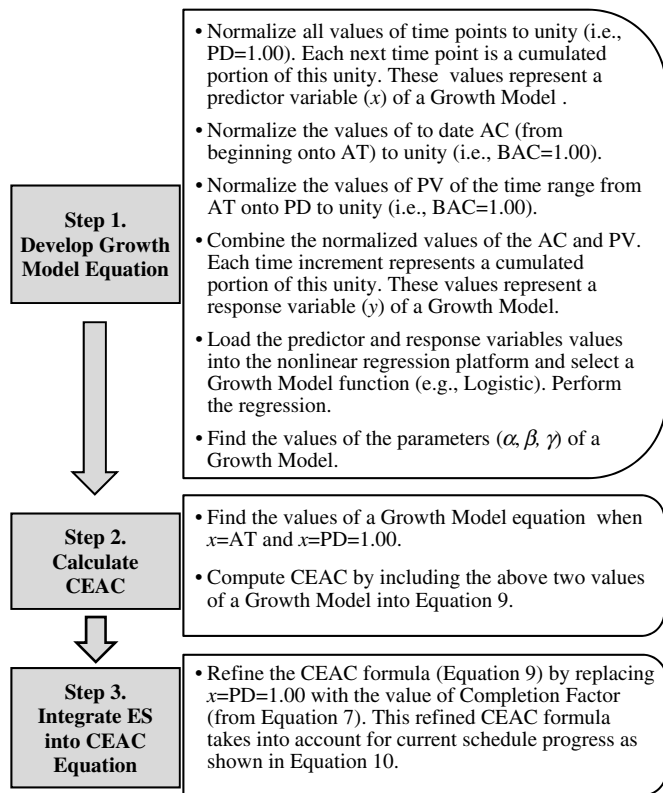 • Normalize all values of time points to unity (i.e.,
PD=1.00). Each next time point is a cumulated
portion of this unity. These values represent a
predictor variable (x) of a Growth Model .
• Normalize the values of to date AC (from
beginning onto AT) to unity (i.e., BAC=1.00).
• Normalize the values of PV of the time range from
AT onto PD to unity (i.e., BAC=1.00).
• Combine the normalized values of the AC and PV.
Each time increment represents a cumulated
portion of this unity. These values represent a
response variable (y) of a Growth Model.
• Load the predictor and response variables values
into the nonlinear regression platform and select a
Growth Model function (e.g., Logistic). Perform
the regression.
• Find the values of the parameters (α, β, γ) of a
Growth Model.
Step 1.
Develop Growth
Model Equation
• Find the values of a Growth Model equation when
x=AT and x=PD=1.00.
• Compute CEAC by including the above two values
of a Growth Model into Equation 9.
Step 2.
Calculate
CEAC
• Refine the CEAC formula (Equation 9) by replacing
x=PD=1.00 with the value of Completion Factor
(from Equation 7). This refined CEAC formula
takes into account for current schedule progress as
shown in Equation 10.
Step 3.
Integrate ES
into CEAC
Equation